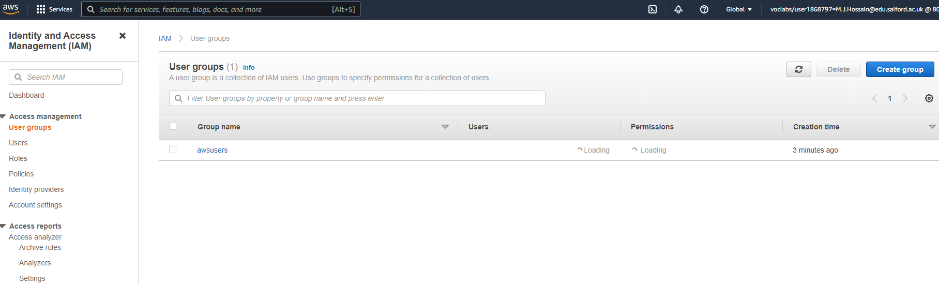 aws
Services
Search for services, features, blogs, docs, and more
[Alt+S]
Global
voclabs/user1868797=M.J.Hossain@edu.salford.ac.uk @ 80
Identity and Access
Management (IAM)
Search IAM
Dashboard
Access management
User groups
Users
Roles
Policies
Identity providers
Account settings
Access reports
Access analyzer
Archive rules
Analyzers
Settings
IAM
User groups
User groups (1) Info
A user group is a collection of IAM users. Use groups to specify permissions for a collection of users.
Delete
Create group
Filter User groups by property or group name and press enter
1
Group name Users Permissions Creation time
awsusers Loading Loading 3 minutes ago